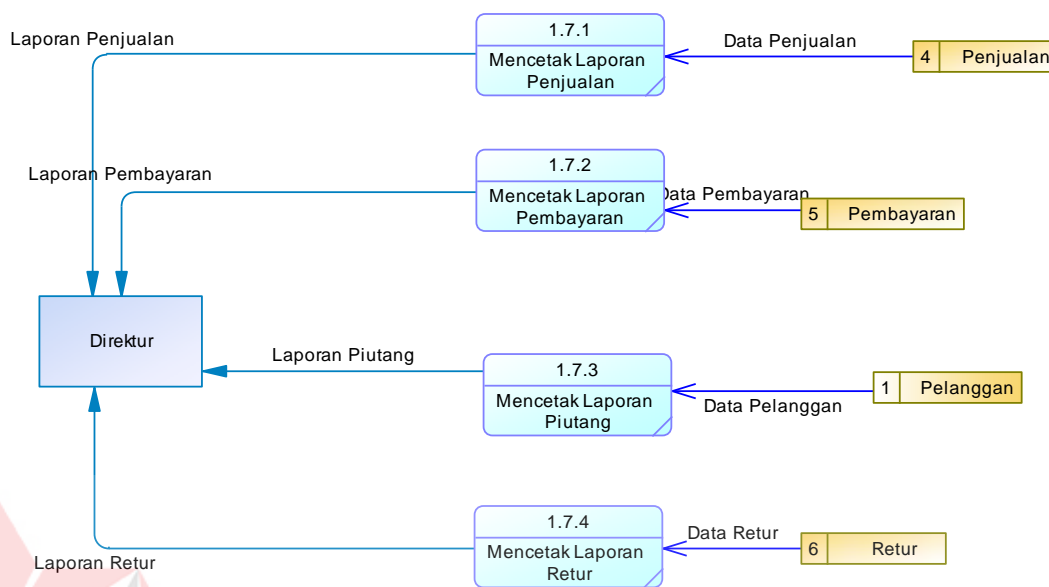 Laporan Penjualan
1.7.1
Mencetak Laporan
Penjualan
Data Penjualan
4 Penjualan
Laporan Pembayaran
1.7.2
Mencetak Laporan
Pembayaran
Data Pembayaran
5 Pembayaran
Direktur
Laporan Piutang
1.7.3
Mencetak Laporan
Piutang
Data Pelanggan
1 Pelanggan
Laporan Retur
1.7.4
Mencetak Laporan
Retur
Data Retur
6 Retur